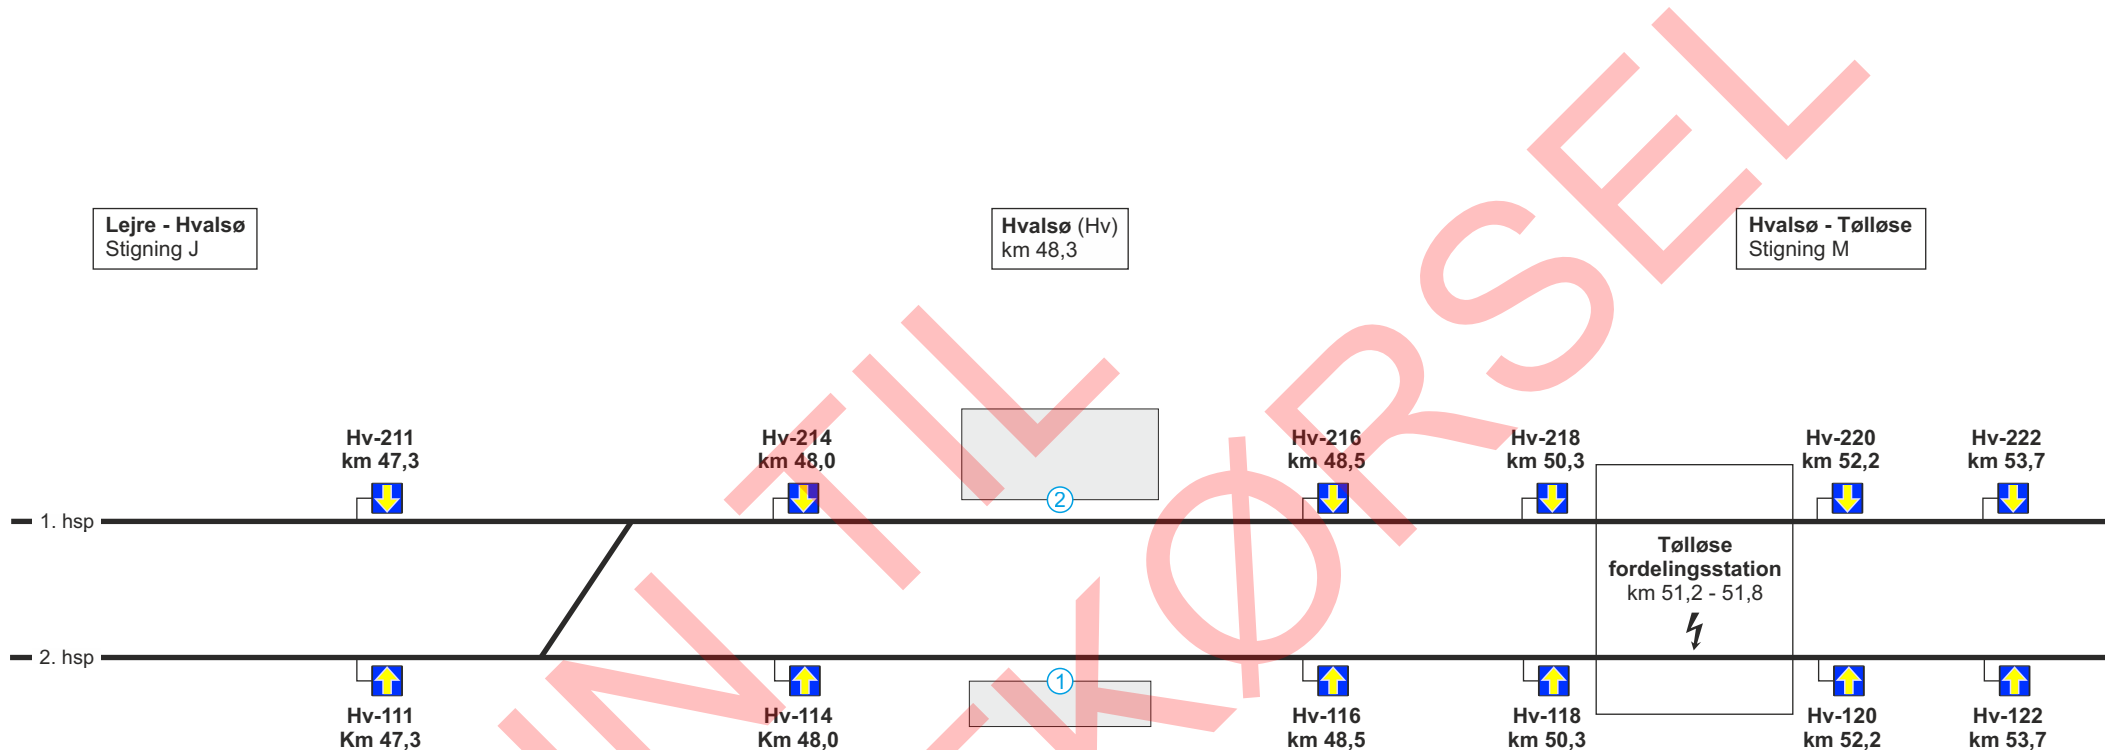 Lejre - Hvalsø
Stigning J
Hvalsø (Hv)
km 48,3
Hvalsø - Tølløse
Stigning M
Hv-211
km 47,3
Hv-214
km 48,0
Hv-216
km 48,5
Hv-218
km 50,3
Hv-220
km 52,2
Hv-222
km 53,7
2
1. hsp
Tølløse
fordelingsstation
km 51,2 - 51,8
2. hsp
1
Hv-111
Km 47,3
Hv-114
Km 48,0
Hv-116
km 48,5
Hv-118
km 50,3
Hv-120
km 52,2
Hv-122
km 53,7
TIL
KØRSEL